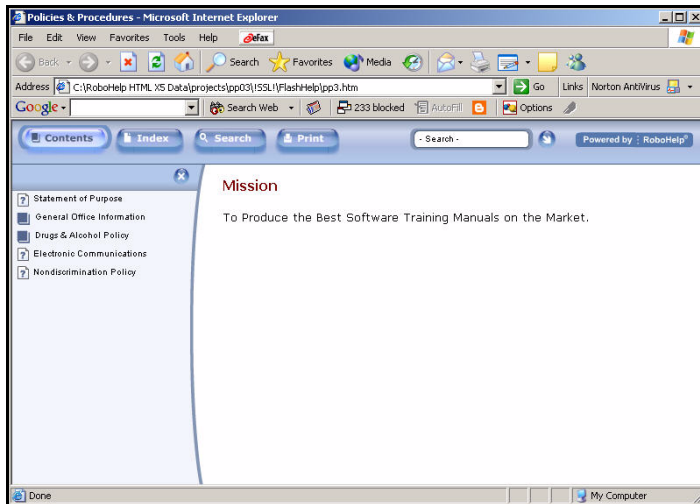 Policies & Procedures - Microsoft Internet Explorer
File Edit View Favorites Tools Help eFax
Back Search Favorites Media
Address C:\RoboHelp HTML X5 Data\projects\pp03\!SSL!\FlashHelp\pp3.htm Go Links Norton AntiVirus
Google Search Web 233 blocked AutoFill Options
Contents Index Search Print - Search - Powered by RoboHelp®
Statement of Purpose
General Office Information
Drugs & Alcohol Policy
Electronic Communications
Nondiscrimination Policy
Mission
To Produce the Best Software Training Manuals on the Market.
Done My Computer